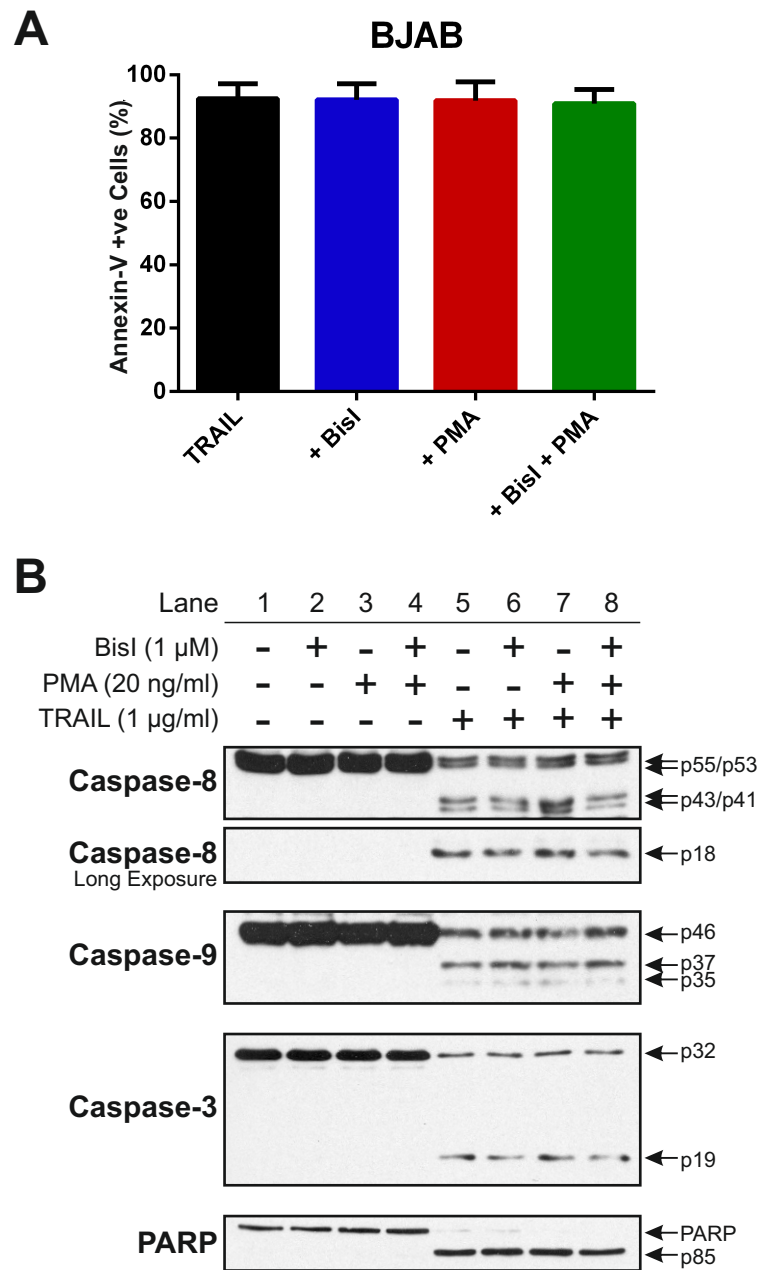 A
BJAB
Annexin-V +ve Cells (%)
100
80
60
40
20
0
TRAIL
+ BisI
+ PMA
+ BisI + PMA
B
Lane 1 2 3 4 5 6 7 8
BisI (1 µM) - + - + - + - +
PMA (20 ng/ml) - - + + - - + +
TRAIL (1 µg/ml) - - - - + + + +
Caspase-8
p55/p53
p43/p41
Caspase-8
Long Exposure
p18
Caspase-9
p46
p37
p35
Caspase-3
p32
p19
PARP
PARP
p85